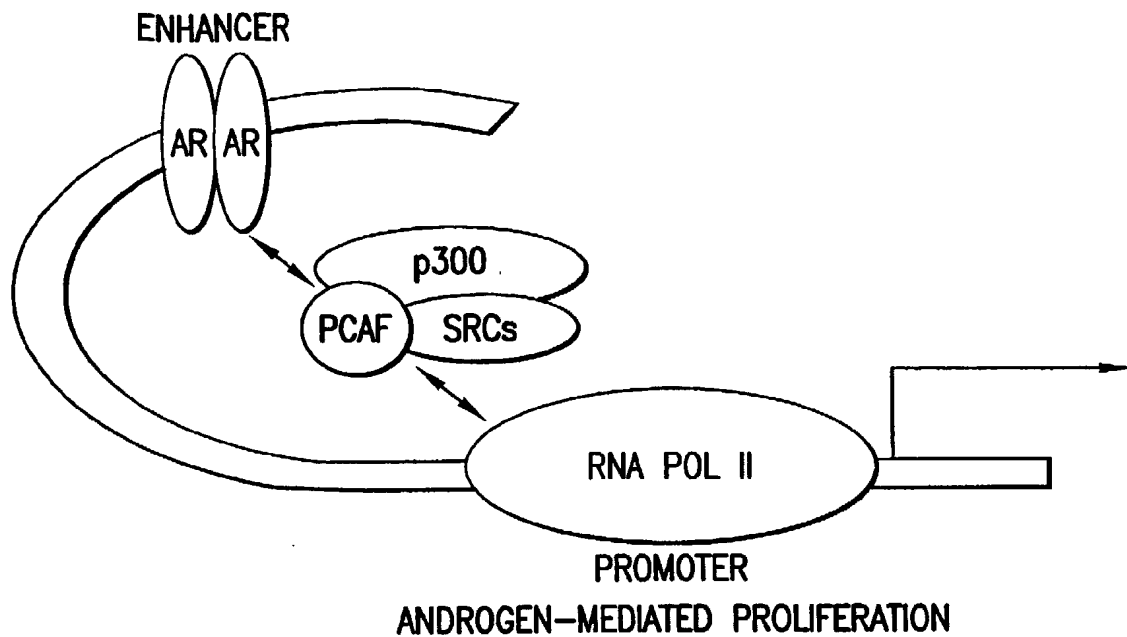 ENHANCER
AR AR
p300
PCAF SRCs
RNA POL II
PROMOTER
ANDROGEN-MEDIATED PROLIFERATION